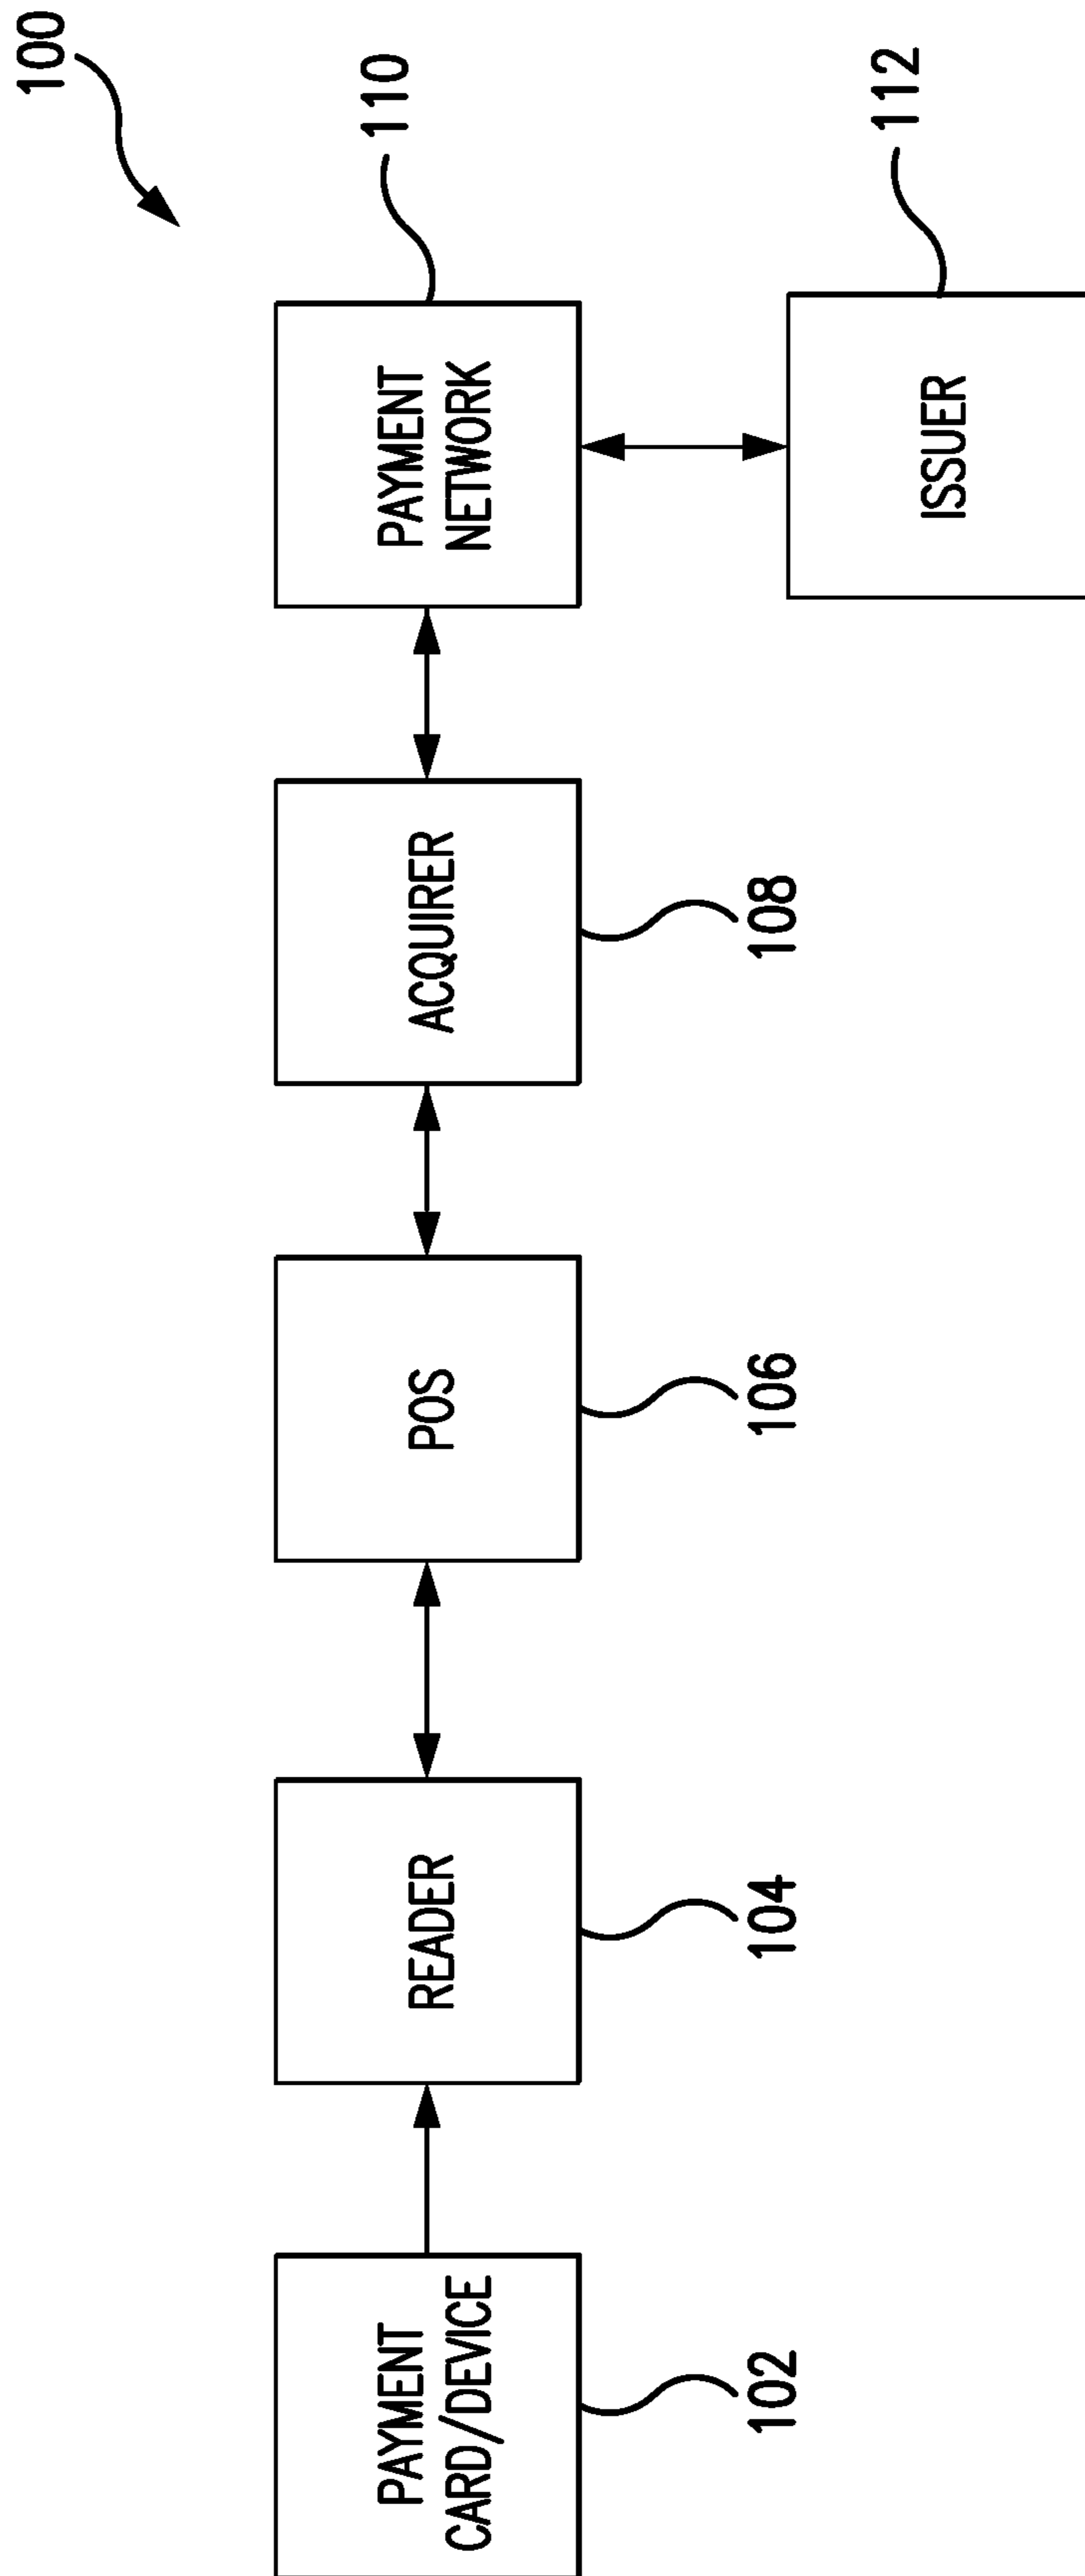 100
PAYMENT
CARD/DEVICE
102
READER
104
POS
106
ACQUIRER
108
PAYMENT
NETWORK
110
ISSUER
112